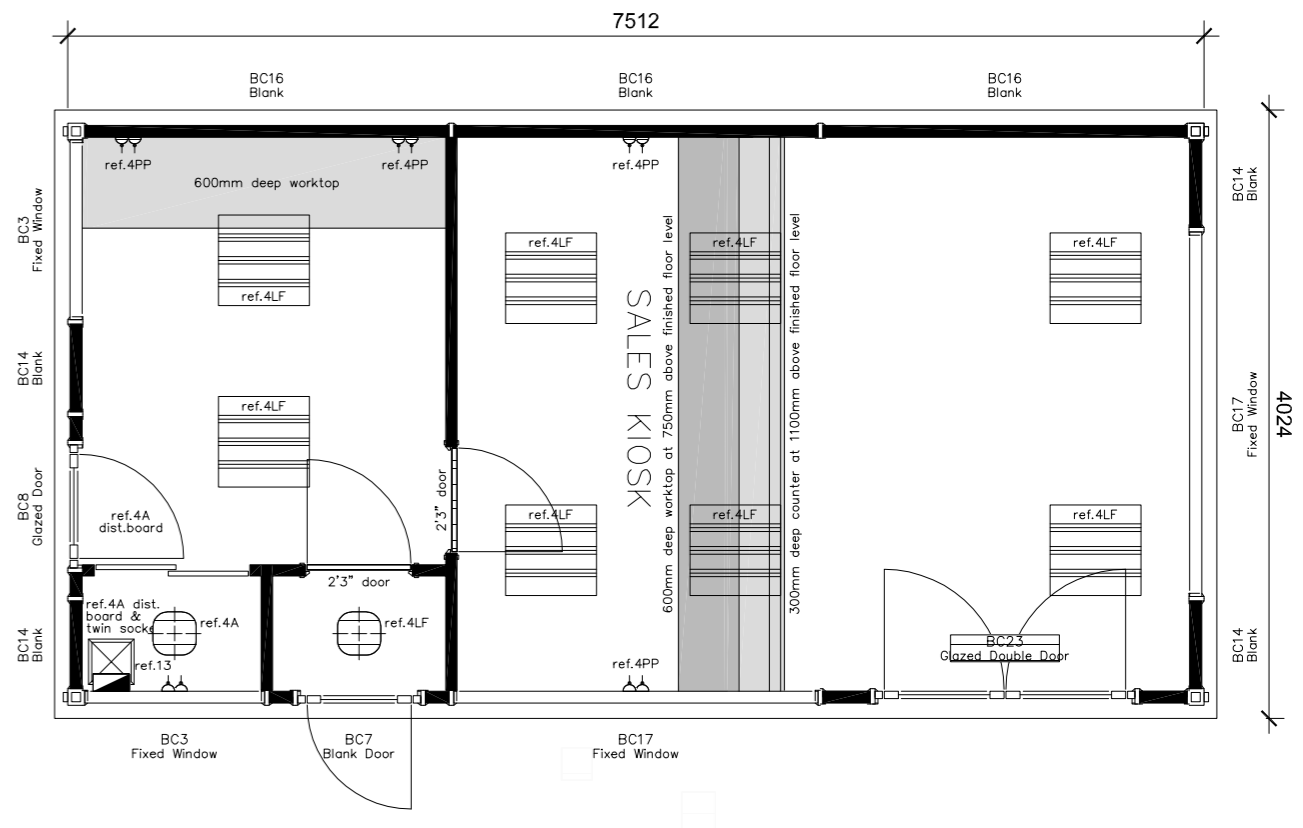 7512
BC16
Blank
BC16
Blank
BC16
Blank
ref.4PP
ref.4PP
ref.4PP
600mm deep worktop
BC3
Fixed Window
BC14
Blank
ref.4LF
ref.4LF
ref.4LF
ref.4LF
SALES KIOSK
600mm deep worktop at 750mm above finished floor level
300mm deep counter at 1100mm above finished floor level
BC14
Blank
BC17
Fixed Window
4024
ref.4LF
BC8
Glazed Door
ref.4A
dist.board
2'3" door
ref.4LF
ref.4LF
ref.4LF
2'3" door
ref.4A dist.
board &
twin socke
ref.4A
ref.4LF
ref.13
ref.4PP
BC23
Glazed Double Door
BC14
Blank
BC14
Blank
BC3
Fixed Window
BC7
Blank Door
BC17
Fixed Window